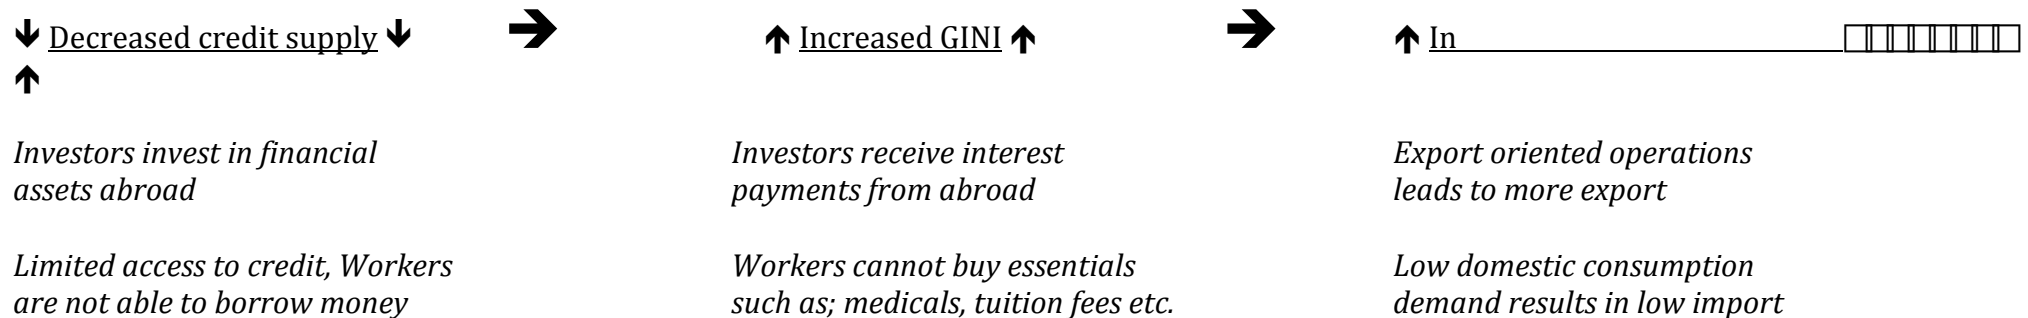 🡻 Decreased credit supply 🡻 🡺 🡹 Increased GINI 🡹 🡺 🡹 In
🡹
Investors invest in financial
assets abroad
Limited access to credit, Workers
are not able to borrow money
Investors receive interest
payments from abroad
Workers cannot buy essentials
such as; medicals, tuition fees etc.
Export oriented operations
leads to more export
Low domestic consumption
demand results in low import